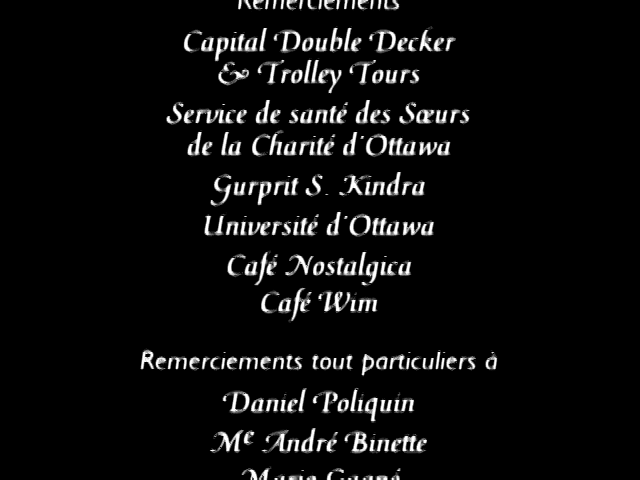 Remerciements
Capital Double Decker
& Trolley Tours
Service de santé des Sœurs
de la Charité d'Ottawa
Gurprit S. Kindra
Université d'Ottawa
Café Nostalgica
Café Wim
Remerciements tout particuliers à
Daniel Poliquin
Me André Binette